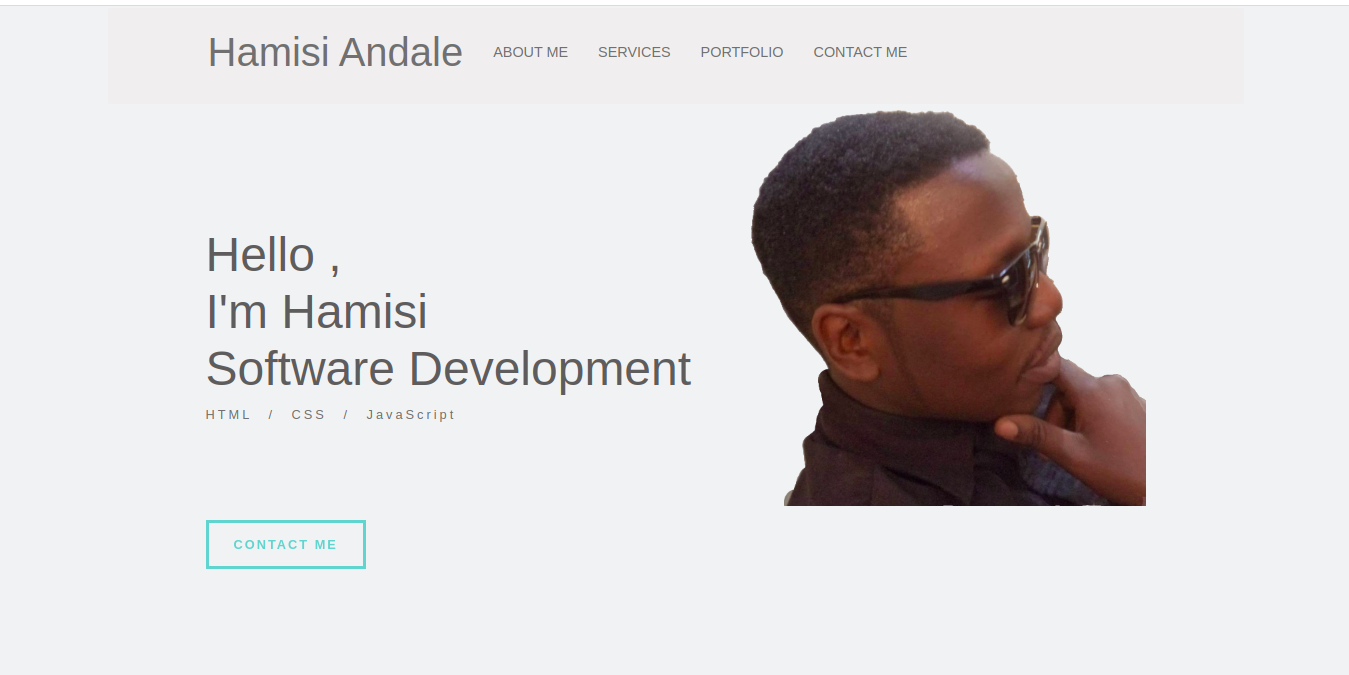 Hamisi Andale ABOUT ME SERVICES PORTFOLIO CONTACT ME
Hello ,
I'm Hamisi
Software Development
HTML / CSS / JavaScript
CONTACT ME